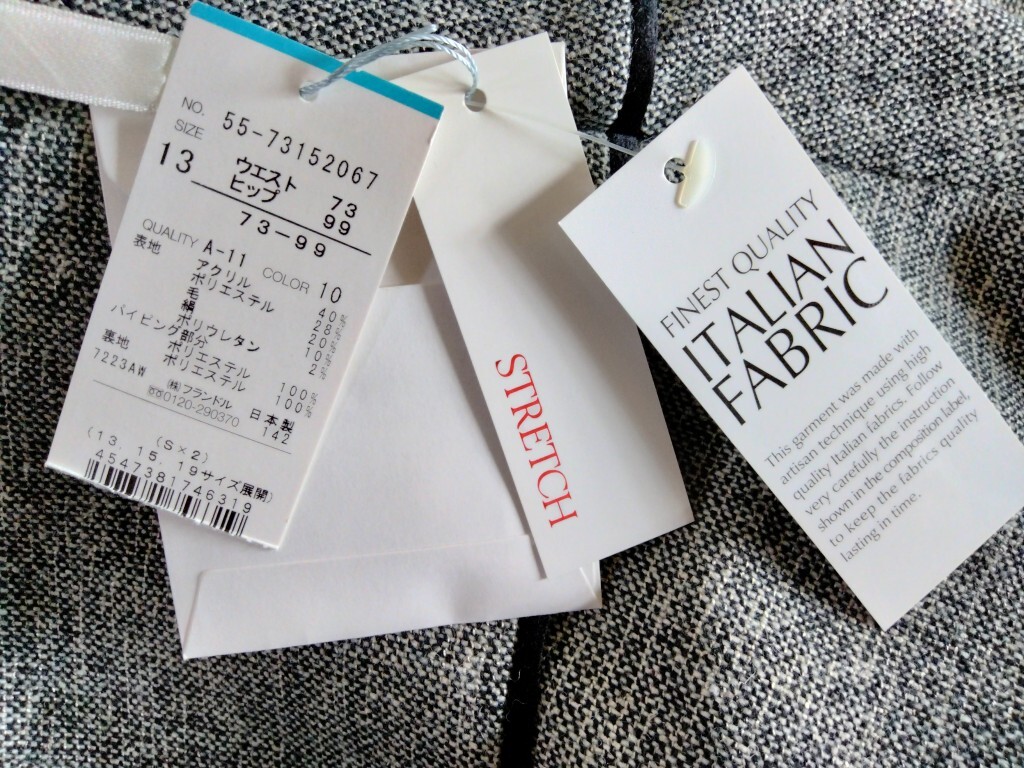 NO. 55-73152067
SIZE
13 ウエスト 73
ヒップ 99
73-99
QUALITY A-11 COLOR 10
表地 アクリル 40%
ポリエステル 28%
毛 20%
絹 10%
ポリウレタン 2%
パイピング部分
ポリエステル 100%
裏地 ポリエステル 100%
7223AW 日本製
㈱フランドル 142
0120-290370
(S×2)
(13, 15, 19サイズ展開)
4547381746319
STRETCH
FINEST QUALITY
ITALIAN
FABRIC
This garment was made with
artisan technique using high
quality Italian fabrics. Follow
very carefully the instruction
shown in the composition label,
to keep the fabrics quality
lasting in time.